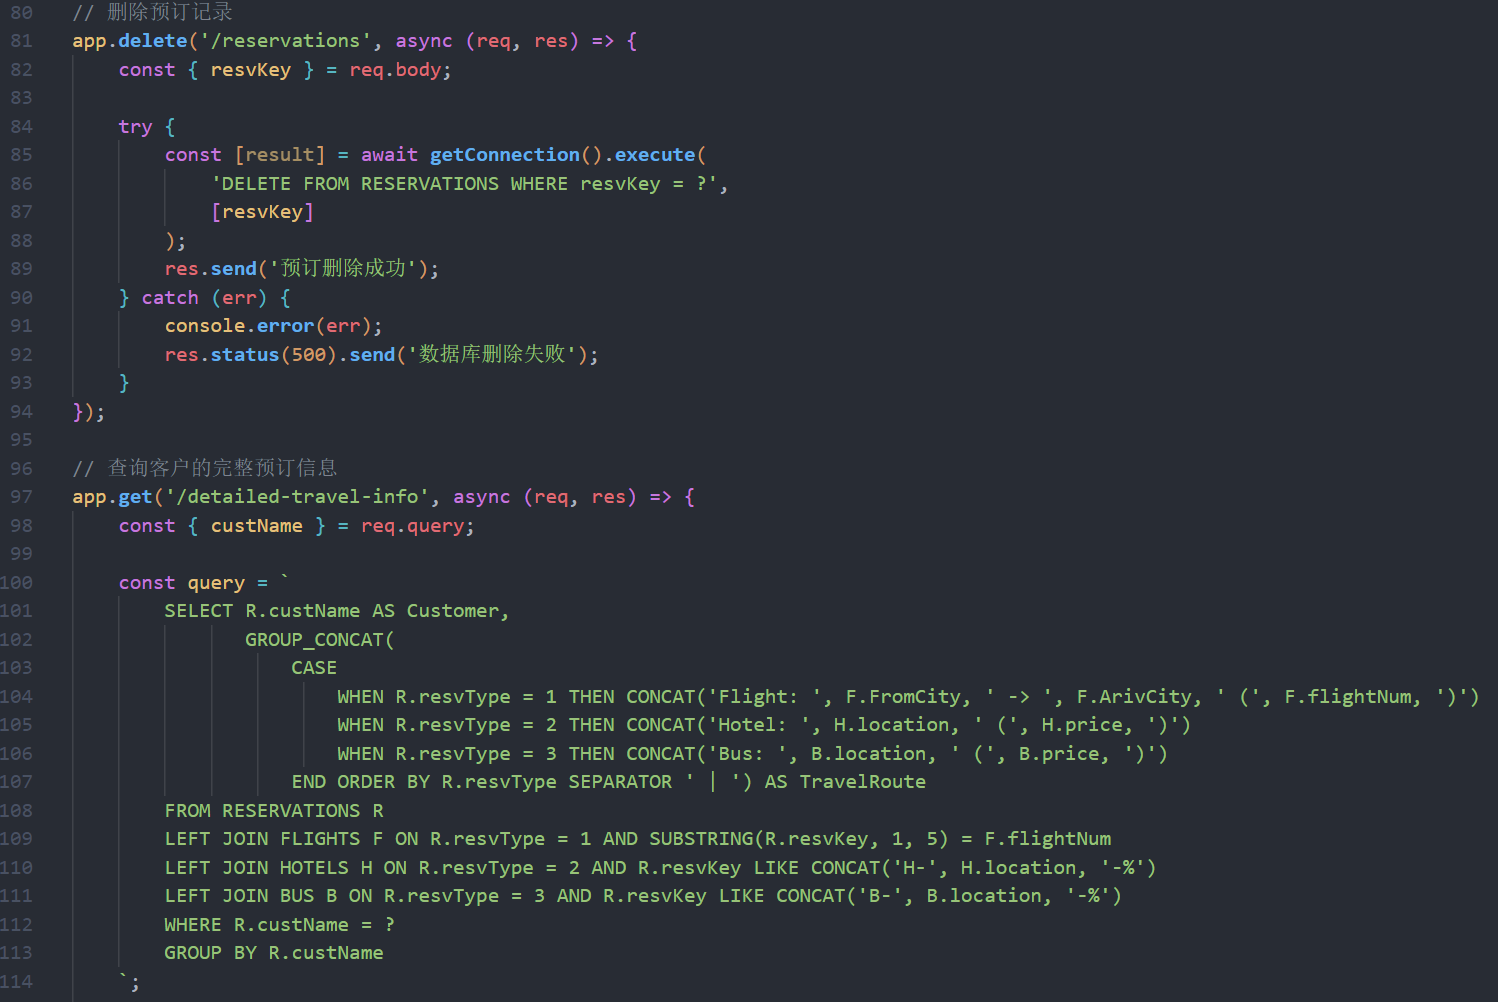 80 // 删除预订记录
81 app.delete('/reservations', async (req, res) => {
82     const { resvKey } = req.body;
83
84     try {
85         const [result] = await getConnection().execute(
86             'DELETE FROM RESERVATIONS WHERE resvKey = ?',
87             [resvKey]
88         );
89         res.send('预订删除成功');
90     } catch (err) {
91         console.error(err);
92         res.status(500).send('数据库删除失败');
93     }
94 });
95
96 // 查询客户的完整预订信息
97 app.get('/detailed-travel-info', async (req, res) => {
98     const { custName } = req.query;
99
100     const query = `
101         SELECT R.custName AS Customer,
102                GROUP_CONCAT(
103                    CASE
104                        WHEN R.resvType = 1 THEN CONCAT('Flight: ', F.FromCity, ' -> ', F.ArivCity, ' (', F.flightNum, ')')
105                        WHEN R.resvType = 2 THEN CONCAT('Hotel: ', H.location, ' (', H.price, ')')
106                        WHEN R.resvType = 3 THEN CONCAT('Bus: ', B.location, ' (', B.price, ')')
107                    END ORDER BY R.resvType SEPARATOR ' | ') AS TravelRoute
108         FROM RESERVATIONS R
109         LEFT JOIN FLIGHTS F ON R.resvType = 1 AND SUBSTRING(R.resvKey, 1, 5) = F.flightNum
110         LEFT JOIN HOTELS H ON R.resvType = 2 AND R.resvKey LIKE CONCAT('H-', H.location, '-%')
111         LEFT JOIN BUS B ON R.resvType = 3 AND R.resvKey LIKE CONCAT('B-', B.location, '-%')
112         WHERE R.custName = ?
113         GROUP BY R.custName
114     `;